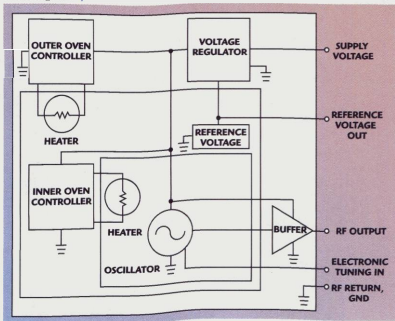 OUTER OVEN
CONTROLLER
HEATER
VOLTAGE
REGULATOR
SUPPLY
VOLTAGE
REFERENCE
VOLTAGE
OUT
REFERENCE
VOLTAGE
INNER OVEN
CONTROLLER
HEATER
OSCILLATOR
BUFFER
RF OUTPUT
ELECTRONIC
TUNING IN
RF RETURN,
GND